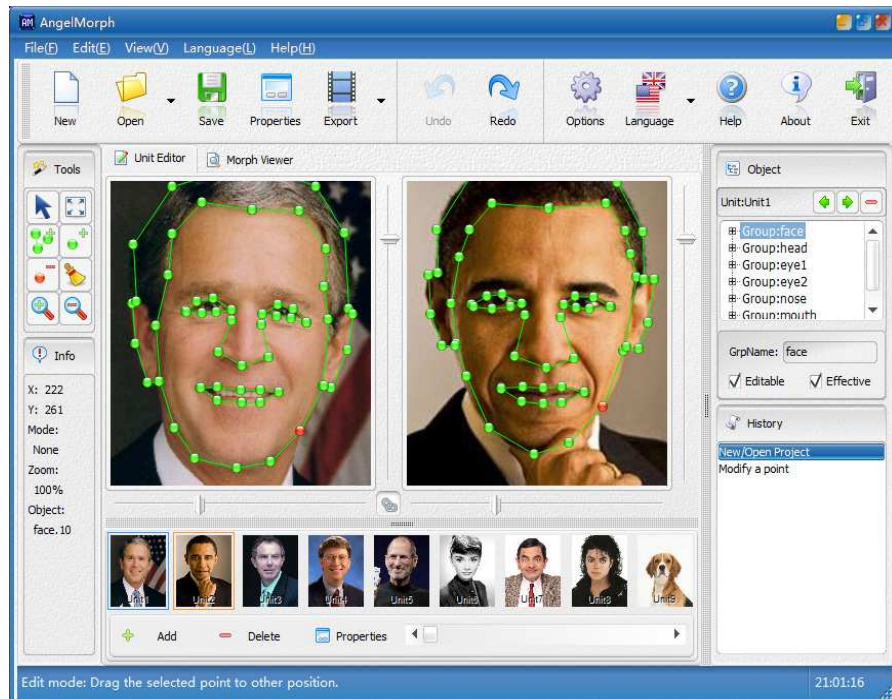 AM AngelMorph
File(F) Edit(E) View(V) Language(L) Help(H)
New Open Save Properties Export Undo Redo Options Language Help About Exit
Tools
Unit Editor Morph Viewer
Object
Unit:Unit1
Group:face
Group:head
Group:eye1
Group:eye2
Group:nose
Group:mouth
GrpName: face
Editable Effective
Info
X: 222
Y: 261
Mode:
None
Zoom:
100%
Object:
face.10
History
New/Open Project
Modify a point
Unit1 Unit2 Unit3 Unit4 Unit5 Unit6 Unit7 Unit8 Unit9
Add Delete Properties
Edit mode: Drag the selected point to other position. 21:01:16